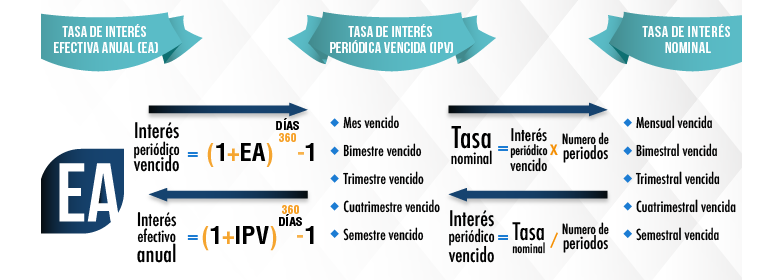 TASA DE INTERÉS
EFECTIVA ANUAL (EA)
TASA DE INTERÉS
PERIÓDICA VENCIDA (IPV)
TASA DE INTERÉS
NOMINAL
EA
Interés
periódico
vencido
= (1+EA) DÍAS
360 -1
Interés
efectivo
anual
= (1+IPV) 360
DÍAS -1
Mes vencido
Bimestre vencido
Trimestre vencido
Cuatrimestre vencido
Semestre vencido
Tasa
nominal
= Interés
periódico
vencido
x Numero de
periodos
Interés
periódico
vencido
= Tasa
nominal
/ Numero de
periodos
Mensual vencida
Bimestral vencida
Trimestral vencida
Cuatrimestral vencida
Semestral vencida